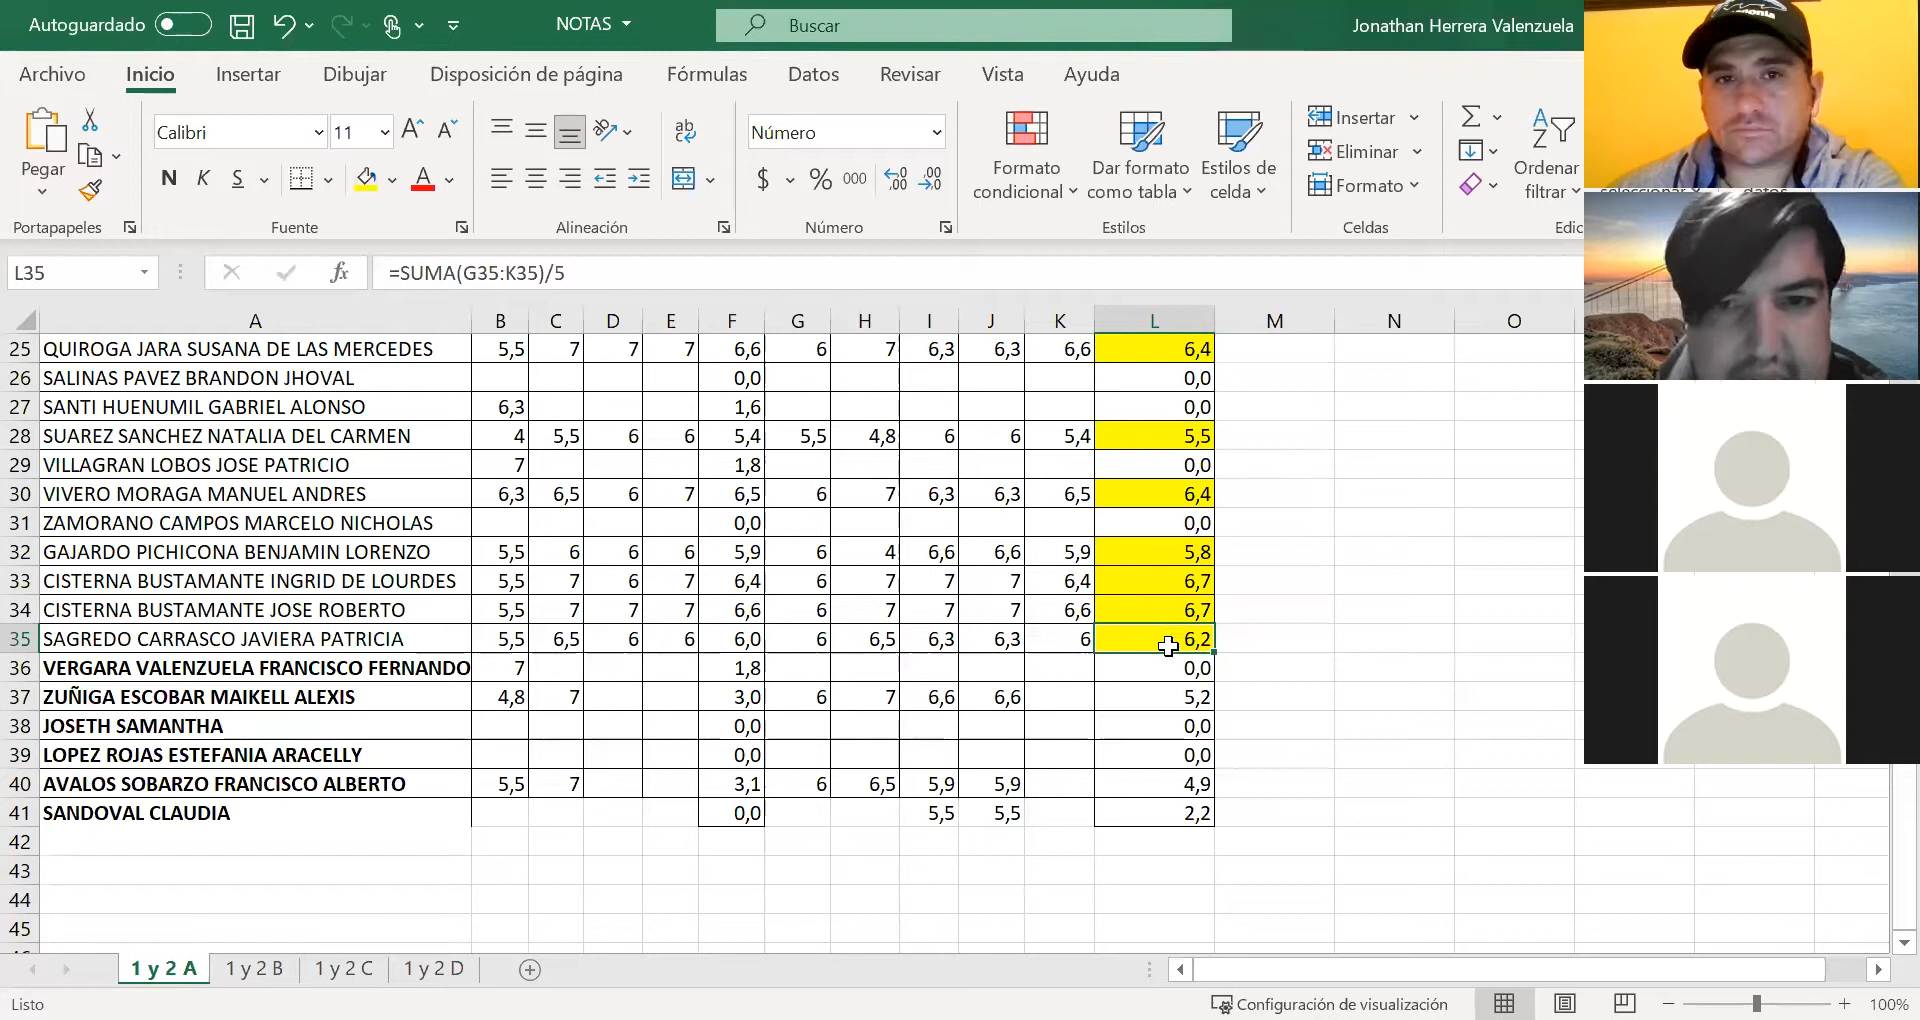 Autoguardado NOTAS Buscar Jonathan Herrera Valenzuela
Archivo Inicio Insertar Dibujar Disposición de página Fórmulas Datos Revisar Vista Ayuda
Calibri 11 Número Insertar
Pegar N K S $ % 000 Formato condicional Dar formato como tabla Estilos de celda Eliminar Formato Ordenar filtrar
Portapapeles Fuente Alineación Número Estilos Celdas Edic
L35 fx =SUMA(G35:K35)/5
A B C D E F G H I J K L M N O
25 QUIROGA JARA SUSANA DE LAS MERCEDES 5,5 7 7 7 6,6 6 7 6,3 6,3 6,6 6,4
26 SALINAS PAVEZ BRANDON JHOVAL 0,0 0,0
27 SANTI HUENUMIL GABRIEL ALONSO 6,3 1,6 0,0
28 SUAREZ SANCHEZ NATALIA DEL CARMEN 4 5,5 6 6 5,4 5,5 4,8 6 6 5,4 5,5
29 VILLAGRAN LOBOS JOSE PATRICIO 7 1,8 0,0
30 VIVERO MORAGA MANUEL ANDRES 6,3 6,5 6 7 6,5 6 7 6,3 6,3 6,5 6,4
31 ZAMORANO CAMPOS MARCELO NICHOLAS 0,0 0,0
32 GAJARDO PICHICONA BENJAMIN LORENZO 5,5 6 6 6 5,9 6 4 6,6 6,6 5,9 5,8
33 CISTERNA BUSTAMANTE INGRID DE LOURDES 5,5 7 6 7 6,4 6 7 7 7 6,4 6,7
34 CISTERNA BUSTAMANTE JOSE ROBERTO 5,5 7 7 7 6,6 6 7 7 7 6,6 6,7
35 SAGREDO CARRASCO JAVIERA PATRICIA 5,5 6,5 6 6 6,0 6 6,5 6,3 6,3 6 6,2
36 VERGARA VALENZUELA FRANCISCO FERNANDO 7 1,8 0,0
37 ZUÑIGA ESCOBAR MAIKELL ALEXIS 4,8 7 3,0 6 7 6,6 6,6 5,2
38 JOSETH SAMANTHA 0,0 0,0
39 LOPEZ ROJAS ESTEFANIA ARACELLY 0,0 0,0
40 AVALOS SOBARZO FRANCISCO ALBERTO 5,5 7 3,1 6 6,5 5,9 5,9 4,9
41 SANDOVAL CLAUDIA 0,0 5,5 5,5 2,2
42
43
44
45
1 y 2 A 1 y 2 B 1 y 2 C 1 y 2 D
Listo Configuración de visualización 100%